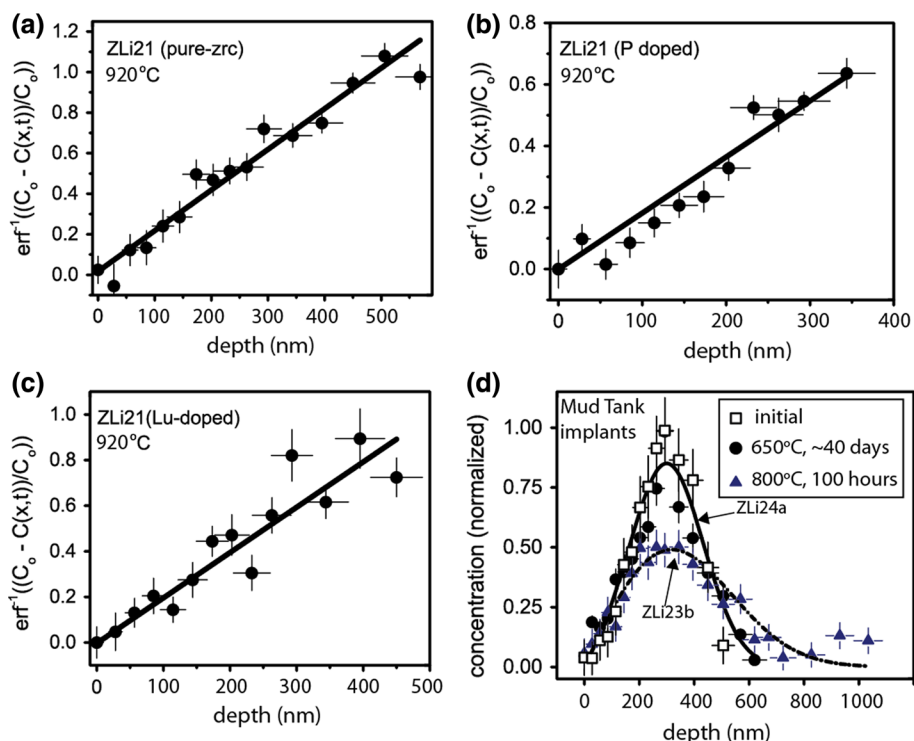 (a)
1.2
1.0
0.8
0.6
0.4
0.2
0.0
erf⁻¹((Cₒ - C(x,t))/Cₒ))
ZLi21 (pure-zrc)
920°C
0 100 200 300 400 500
depth (nm)
(b)
0.8
0.6
0.4
0.2
0.0
erf⁻¹((Cₒ - C(x,t))/Cₒ))
ZLi21 (P doped)
920°C
0 100 200 300 400
depth (nm)
(c)
1.0
0.8
0.6
0.4
0.2
0.0
erf⁻¹((Cₒ - C(x,t))/Cₒ))
ZLi21(Lu-doped)
920°C
0 100 200 300 400 500
depth (nm)
(d)
1.00
0.75
0.50
0.25
0.00
concentration (normalized)
Mud Tank
implants
initial
650°C, ~40 days
800°C, 100 hours
ZLi24a
ZLi23b
0 200 400 600 800 1000
depth (nm)